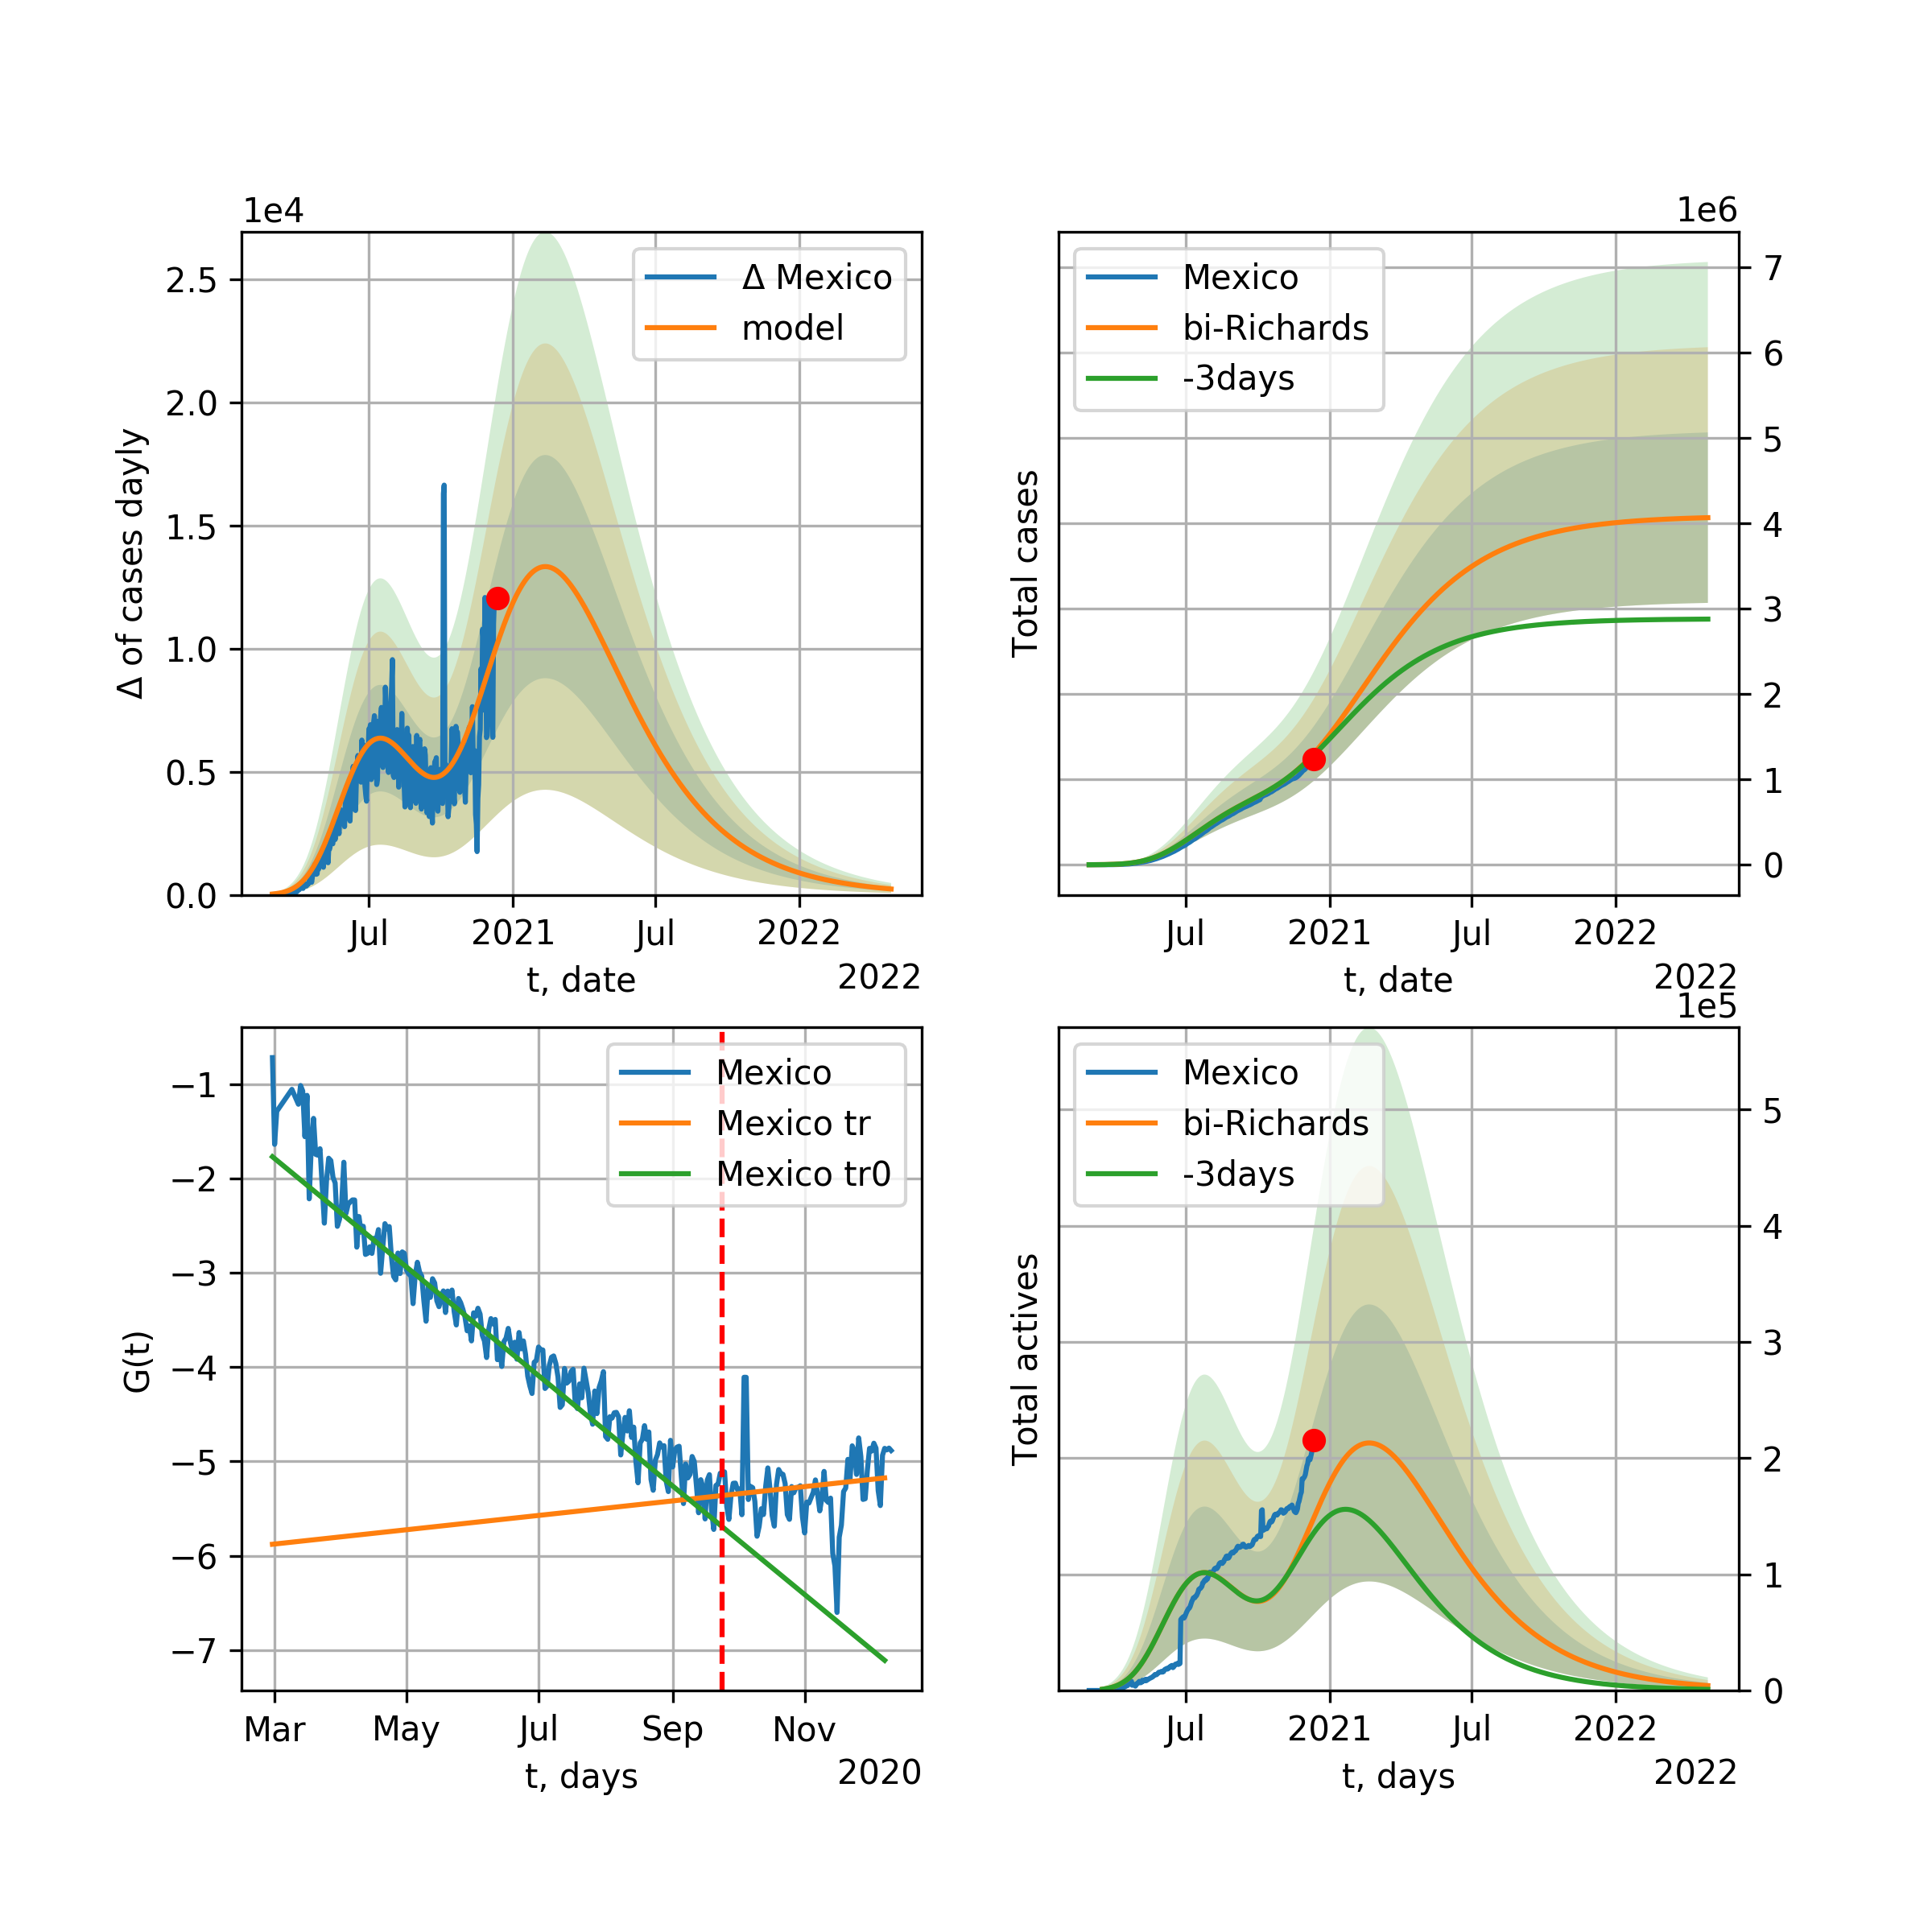 1e4
2.5
2.0
1.5
1.0
0.5
0.0
Δ of cases dayly
Δ Mexico
model
Jul
2021
Jul
2022
t, date
2022
1e6
7
6
5
4
3
2
1
0
Total cases
Mexico
bi-Richards
-3days
Jul
2021
Jul
2022
t, date
2022
−1
−2
−3
−4
−5
−6
−7
G(t)
Mexico
Mexico tr
Mexico tr0
Mar
May
Jul
Sep
Nov
t, days
2020
1e5
5
4
3
2
1
0
Total actives
Mexico
bi-Richards
-3days
Jul
2021
Jul
2022
t, days
2022